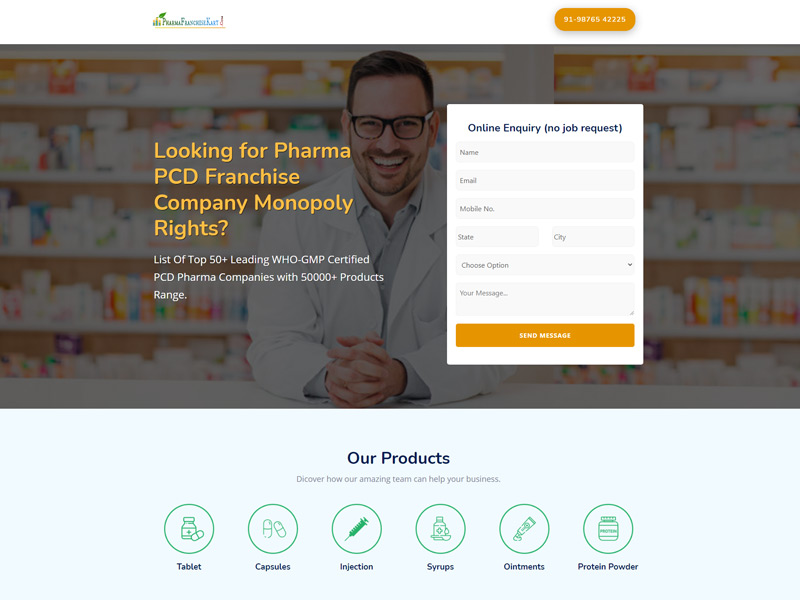 PharmaFranchiseKart
91-98765 42225
Looking for Pharma
PCD Franchise
Company Monopoly
Rights?
List Of Top 50+ Leading WHO-GMP Certified
PCD Pharma Companies with 50000+ Products
Range.
Online Enquiry (no job request)
Name
Email
Mobile No.
State
City
Choose Option
Your Message...
SEND MESSAGE
Our Products
Dicover how our amazing team can help your business.
Tablet
Capsules
Injection
Syrups
Ointments
Protein Powder
PROTEIN